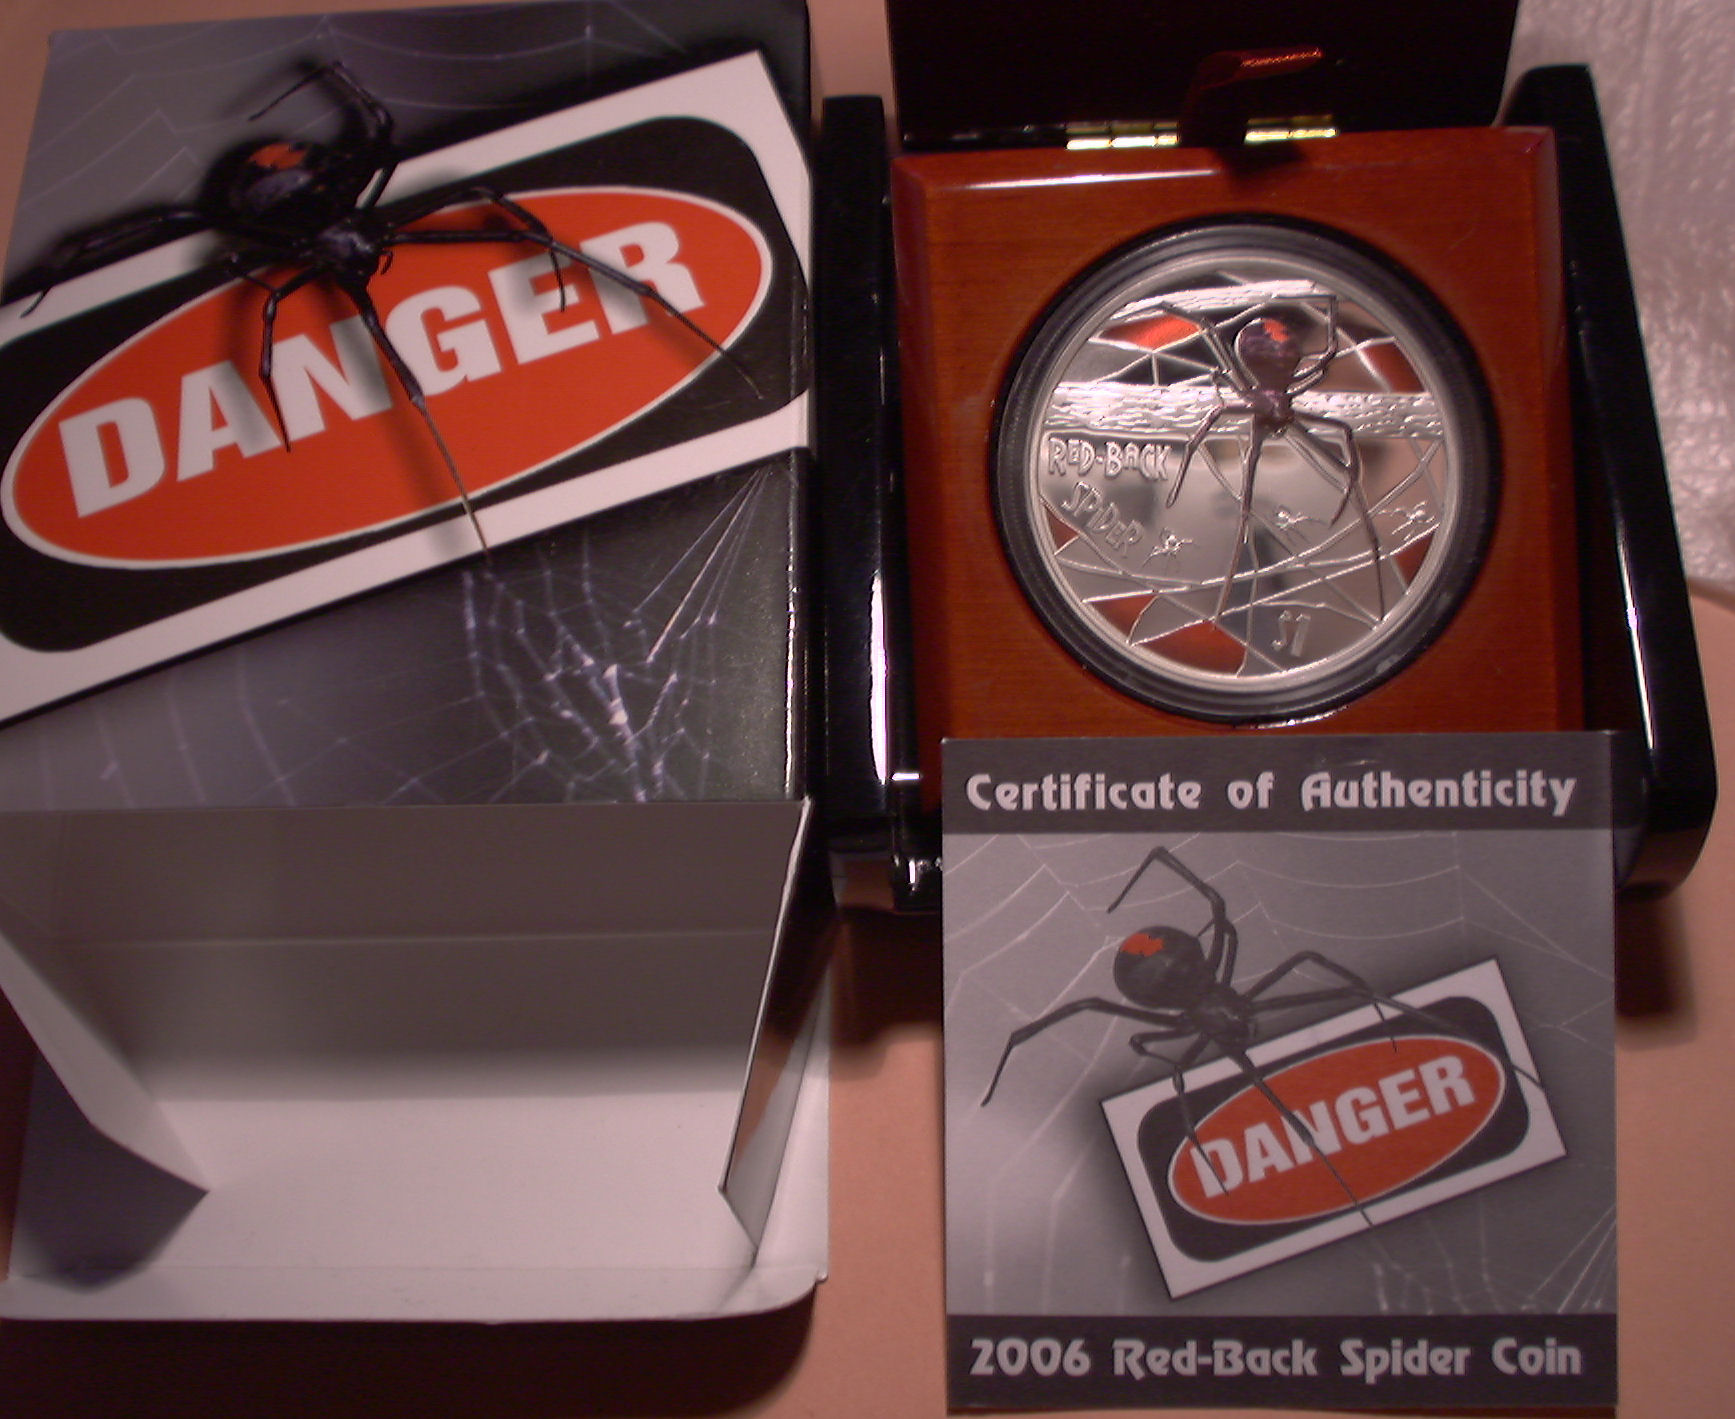 DANGER
RED-BACK
SPIDER
$1
Certificate of Authenticity
DANGER
2006 Red-Back Spider Coin